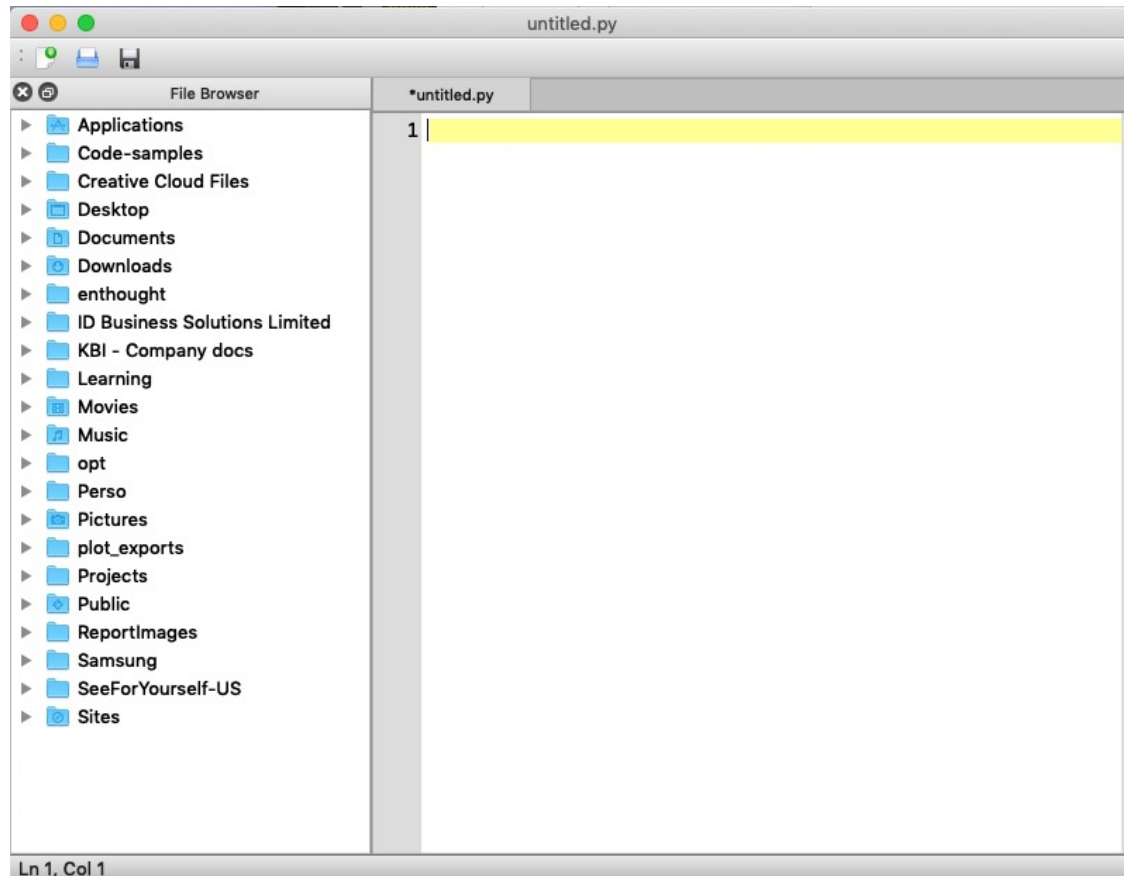 untitled.py
File Browser
*untitled.py
Applications
Code-samples
Creative Cloud Files
Desktop
Documents
Downloads
enthought
ID Business Solutions Limited
KBI - Company docs
Learning
Movies
Music
opt
Perso
Pictures
plot_exports
Projects
Public
ReportImages
Samsung
SeeForYourself-US
Sites
1
Ln 1, Col 1